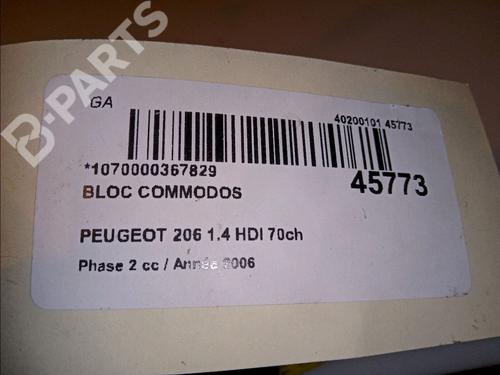 B-PARTS
GA
40200101 45773
*1070000367829
45773
BLOC COMMODOS
PEUGEOT 206 1.4 HDI 70ch
Phase 2 cc / Année 2006